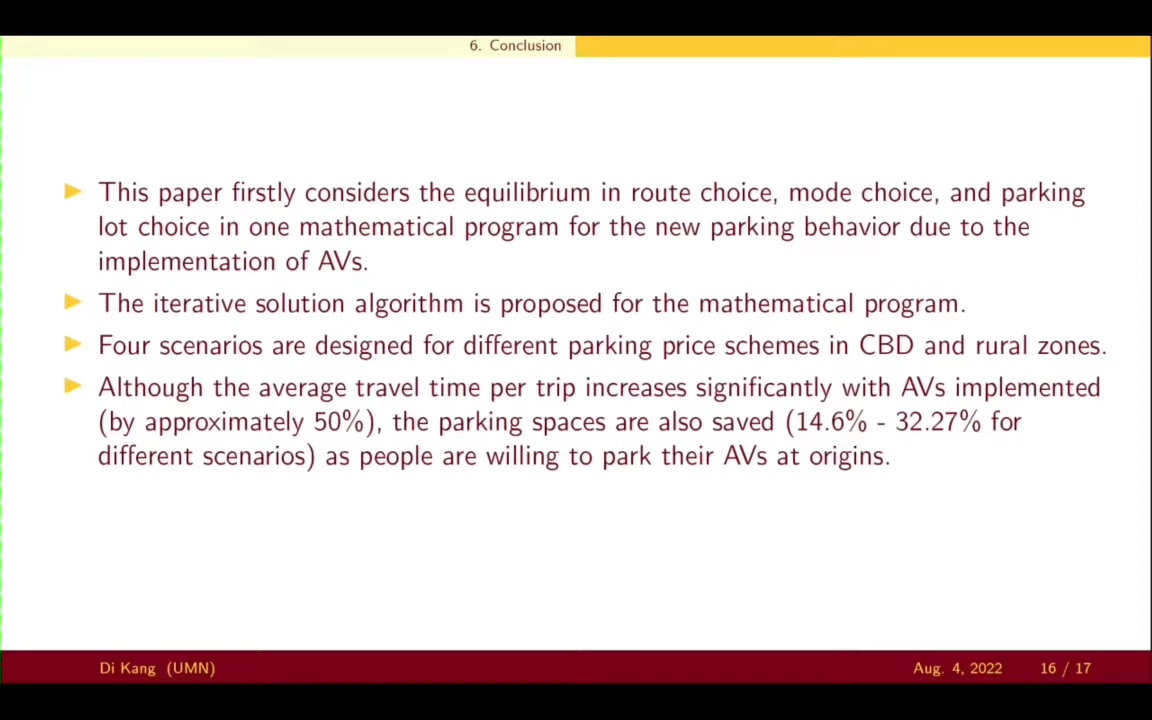 6. Conclusion
This paper firstly considers the equilibrium in route choice, mode choice, and parking
lot choice in one mathematical program for the new parking behavior due to the
implementation of AVs.
The iterative solution algorithm is proposed for the mathematical program.
Four scenarios are designed for different parking price schemes in CBD and rural zones.
Although the average travel time per trip increases significantly with AVs implemented
(by approximately 50%), the parking spaces are also saved (14.6% - 32.27% for
different scenarios) as people are willing to park their AVs at origins.
Di Kang (UMN)
Aug. 4, 2022 16 / 17